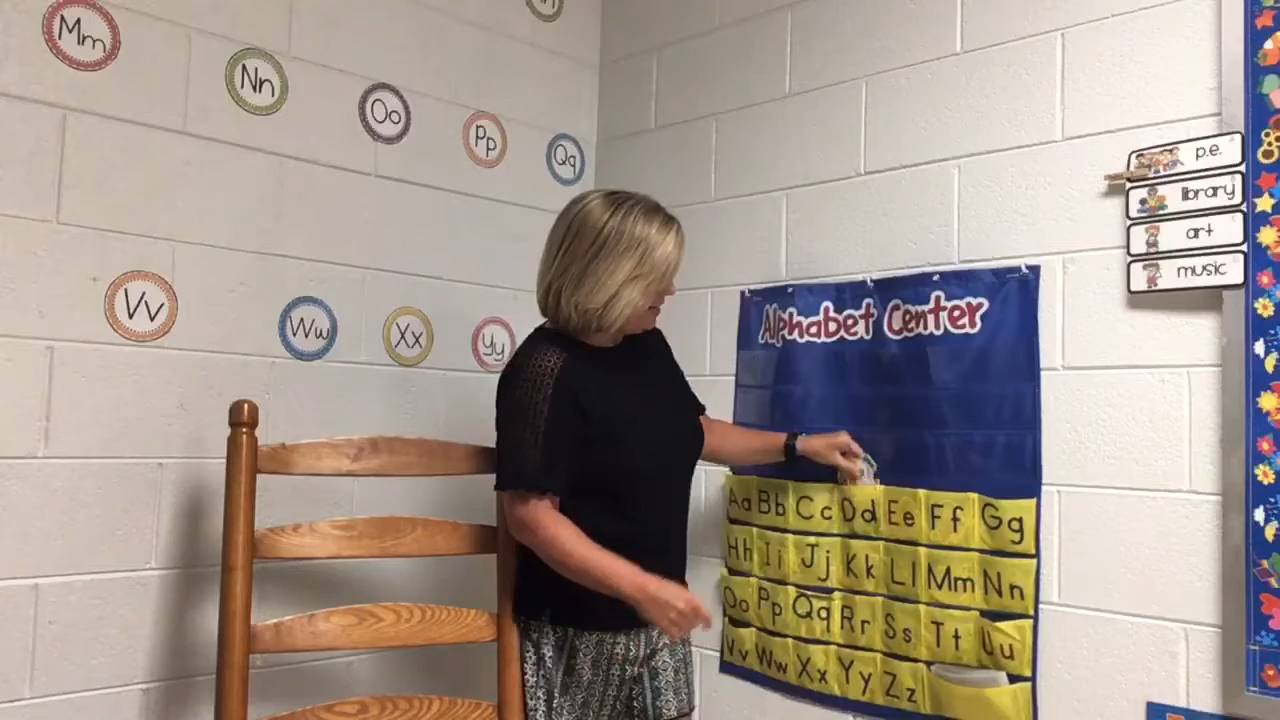 Mm
Nn
Oo
Pp
Qq
Vv
Ww
Xx
Yy
Alphabet Center
Aa Bb Cc Dd Ee Ff Gg
Hh Ii Jj Kk Ll Mm Nn
Oo Pp Qq Rr Ss Tt Uu
Vv Ww Xx Yy Zz
p.e.
library
art
music